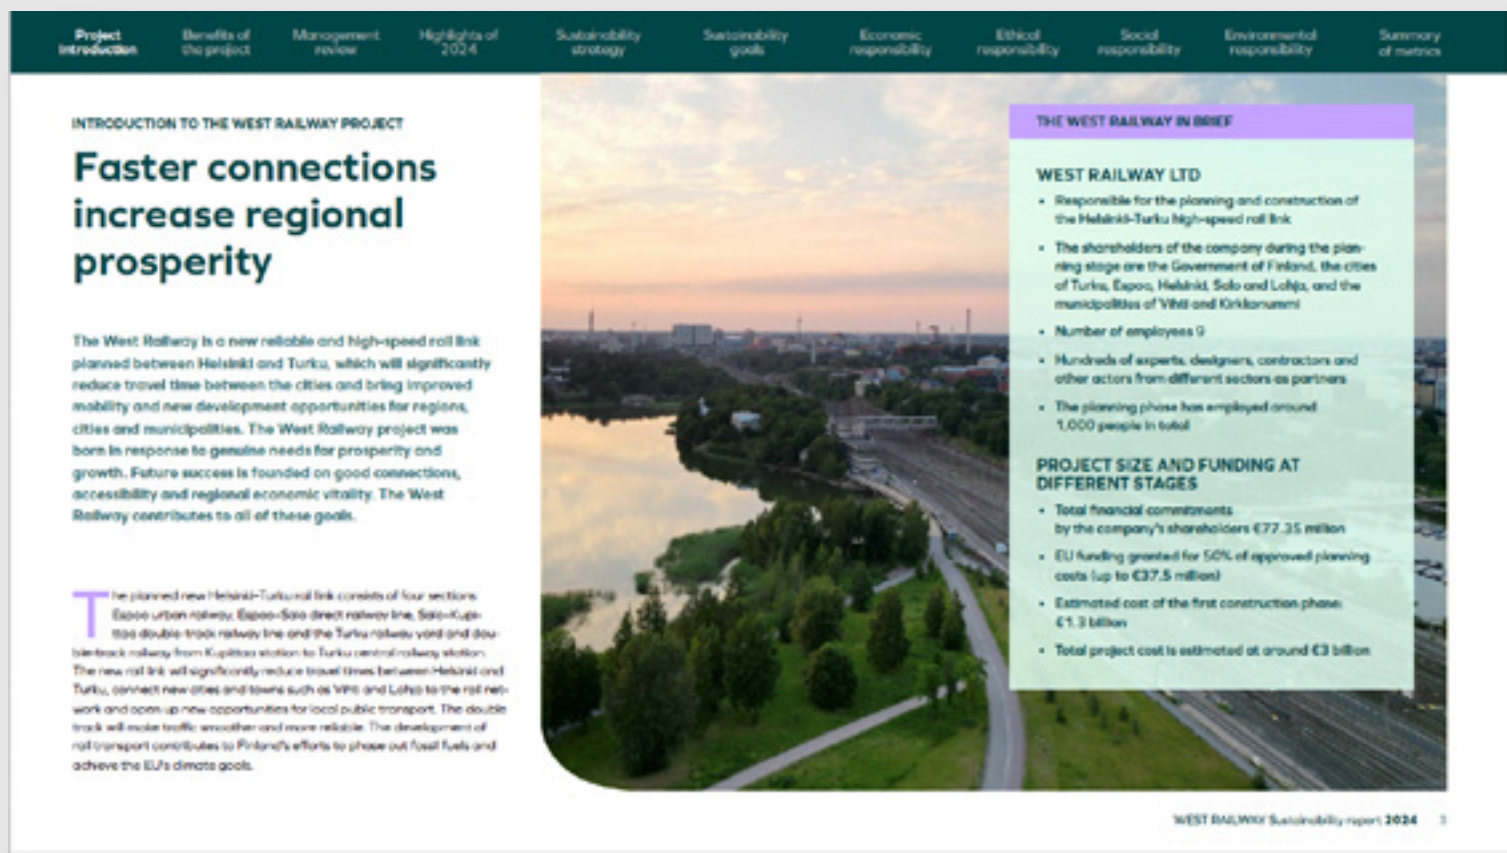 Project
introduction
Benefits of
the project
Management
review
Highlights of
2024
Sustainability
strategy
Sustainability
goals
Economic
responsibility
Ethical
responsibility
Social
responsibility
Environmental
responsibility
Summary
of metrics
INTRODUCTION TO THE WEST RAILWAY PROJECT
Faster connections
increase regional
prosperity
The West Railway is a new reliable and high-speed rail link
planned between Helsinki and Turku, which will significantly
reduce travel time between the cities and bring improved
mobility and new development opportunities for regions,
cities and municipalities. The West Railway project was
born in response to genuine needs for prosperity and
growth. Future success is founded on good connections,
accessibility and regional economic vitality. The West
Railway contributes to all of these goals.
The planned new Helsinki–Turku rail link consists of four sections:
Espoo urban railway, Espoo–Salo direct railway line, Salo–Kupit-
taa double-track railway line and the Turku railway yard and dou-
ble-track railway from Kupittaa station to Turku central railway station.
The new rail link will significantly reduce travel times between Helsinki and
Turku, connect new cities and towns such as Vihti and Lohja to the rail net-
work and open up new opportunities for local public transport. The double
track will make traffic smoother and more reliable. The development of
rail transport contributes to Finland's efforts to phase out fossil fuels and
achieve the EU's climate goals.
THE WEST RAILWAY IN BRIEF
WEST RAILWAY LTD
• Responsible for the planning and construction of
the Helsinki–Turku high-speed rail link
• The shareholders of the company during the plan-
ning stage are the Government of Finland, the cities
of Turku, Espoo, Helsinki, Salo and Lohja, and the
municipalities of Vihti and Kirkkonummi
• Number of employees 9
• Hundreds of experts, designers, contractors and
other actors from different sectors as partners
• The planning phase has employed around
1,000 people in total
PROJECT SIZE AND FUNDING AT
DIFFERENT STAGES
• Total financial commitments
by the company's shareholders €77.35 million
• EU funding granted for 50% of approved planning
costs (up to €37.5 million)
• Estimated cost of the first construction phase:
€1.3 billion
• Total project cost is estimated at around €3 billion
WEST RAILWAY Sustainability report 2024 3